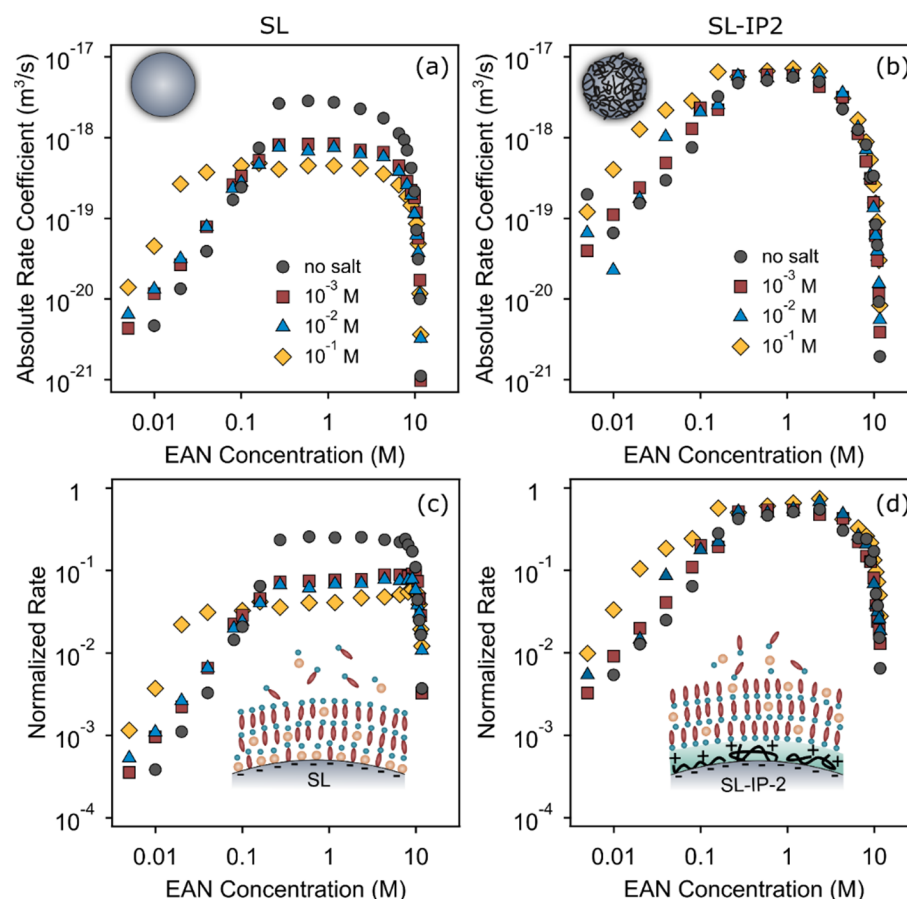 SL
SL-IP2
(a)
Absolute Rate Coefficient (m³/s)
10⁻¹⁷
10⁻¹⁸
10⁻¹⁹
10⁻²⁰
10⁻²¹
no salt
10⁻³ M
10⁻² M
10⁻¹ M
0.01 0.1 1 10
EAN Concentration (M)
(b)
Absolute Rate Coefficient (m³/s)
10⁻¹⁷
10⁻¹⁸
10⁻¹⁹
10⁻²⁰
10⁻²¹
no salt
10⁻³ M
10⁻² M
10⁻¹ M
0.01 0.1 1 10
EAN Concentration (M)
(c)
Normalized Rate
1
10⁻¹
10⁻²
10⁻³
10⁻⁴
SL
0.01 0.1 1 10
EAN Concentration (M)
(d)
Normalized Rate
1
10⁻¹
10⁻²
10⁻³
10⁻⁴
+ + + + +
SL-IP-2
0.01 0.1 1 10
EAN Concentration (M)